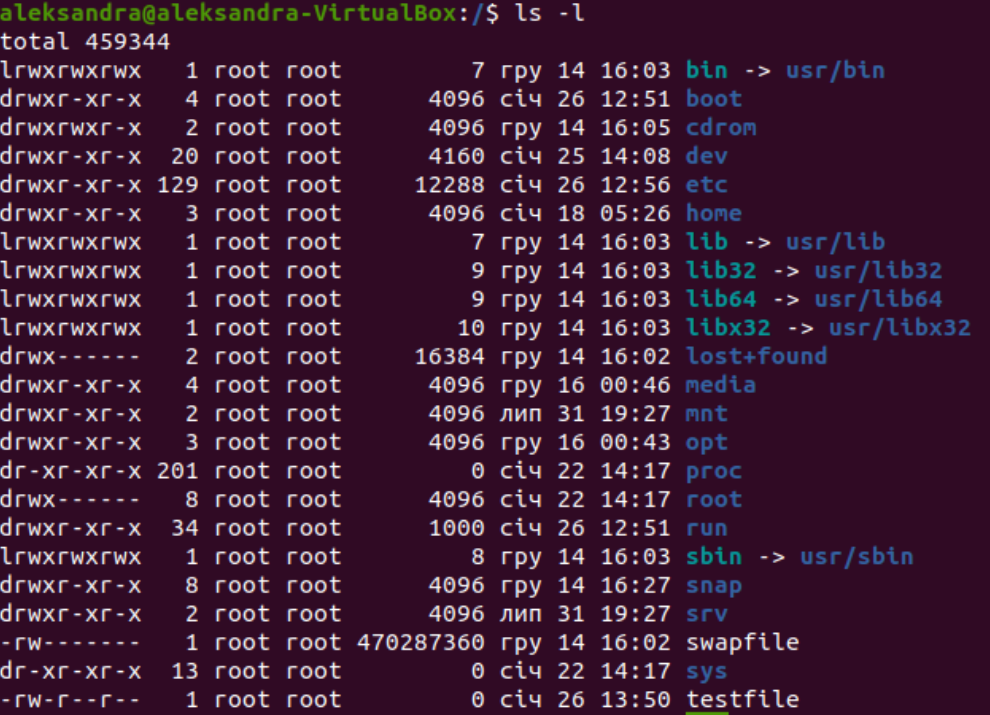 aleksandra@aleksandra-VirtualBox:/$ ls -l
total 459344
lrwxrwxrwx   1 root root         7 гру 14 16:03 bin -> usr/bin
drwxr-xr-x   4 root root      4096 січ 26 12:51 boot
drwxrwxr-x   2 root root      4096 гру 14 16:05 cdrom
drwxr-xr-x  20 root root      4160 січ 25 14:08 dev
drwxr-xr-x 129 root root     12288 січ 26 12:56 etc
drwxr-xr-x   3 root root      4096 січ 18 05:26 home
lrwxrwxrwx   1 root root         7 гру 14 16:03 lib -> usr/lib
lrwxrwxrwx   1 root root         9 гру 14 16:03 lib32 -> usr/lib32
lrwxrwxrwx   1 root root         9 гру 14 16:03 lib64 -> usr/lib64
lrwxrwxrwx   1 root root        10 гру 14 16:03 libx32 -> usr/libx32
drwx------   2 root root     16384 гру 14 16:02 lost+found
drwxr-xr-x   4 root root      4096 гру 16 00:46 media
drwxr-xr-x   2 root root      4096 лип 31 19:27 mnt
drwxr-xr-x   3 root root      4096 гру 16 00:43 opt
dr-xr-xr-x 201 root root         0 січ 22 14:17 proc
drwx------   8 root root      4096 січ 22 14:17 root
drwxr-xr-x  34 root root      1000 січ 26 12:51 run
lrwxrwxrwx   1 root root         8 гру 14 16:03 sbin -> usr/sbin
drwxr-xr-x   8 root root      4096 гру 14 16:27 snap
drwxr-xr-x   2 root root      4096 лип 31 19:27 srv
-rw-------   1 root root 470287360 гру 14 16:02 swapfile
dr-xr-xr-x  13 root root         0 січ 22 14:17 sys
-rw-r--r--   1 root root         0 січ 26 13:50 testfile